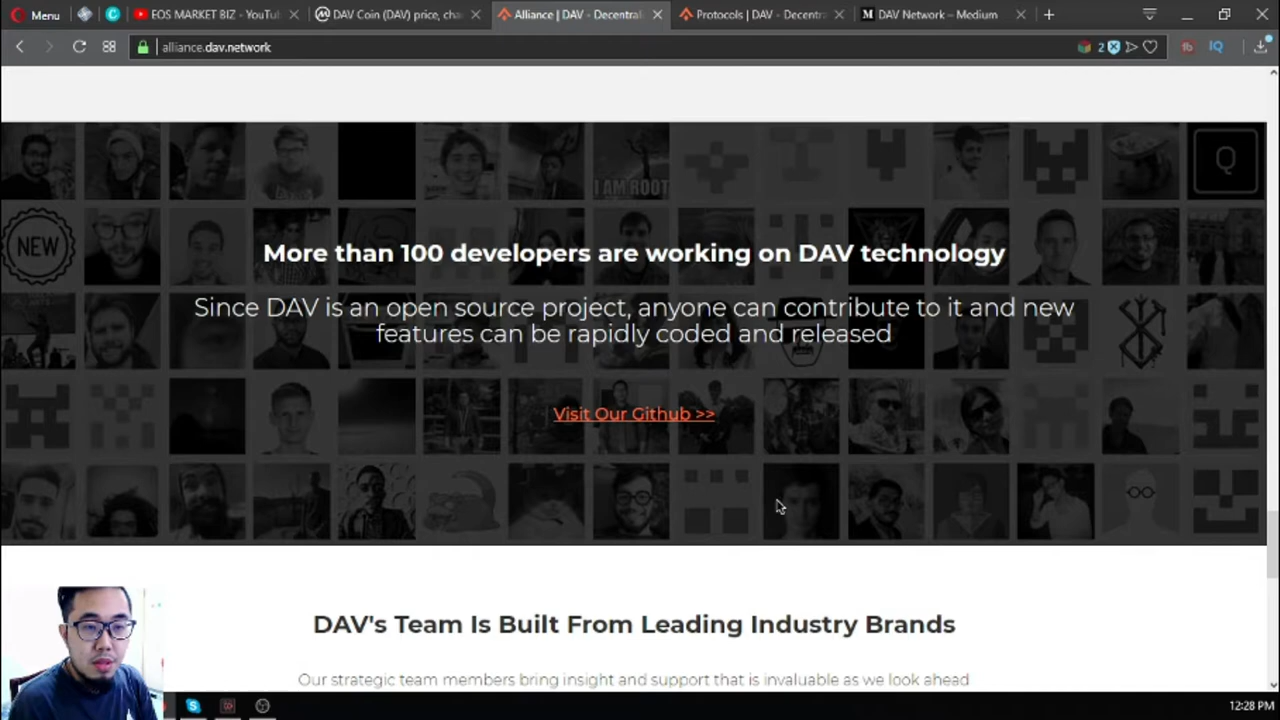 Menu
EOS MARKET BIZ - YouTu
DAV Coin (DAV) price, cha
Alliance | DAV - Decentral
Protocols | DAV - Decentr
DAV Network – Medium
alliance.dav.network
2
IQ
I AM ROOT
Q
NEW
More than 100 developers are working on DAV technology
Since DAV is an open source project, anyone can contribute to it and new
features can be rapidly coded and released
Visit Our Github >>
DAV's Team Is Built From Leading Industry Brands
Our strategic team members bring insight and support that is invaluable as we look ahead
12:28 PM